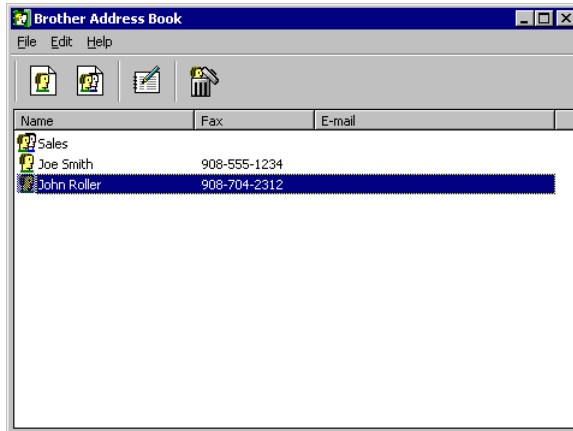 Brother Address Book
File Edit Help
Name Fax E-mail
Sales
Joe Smith 908-555-1234
John Roller 908-704-2312